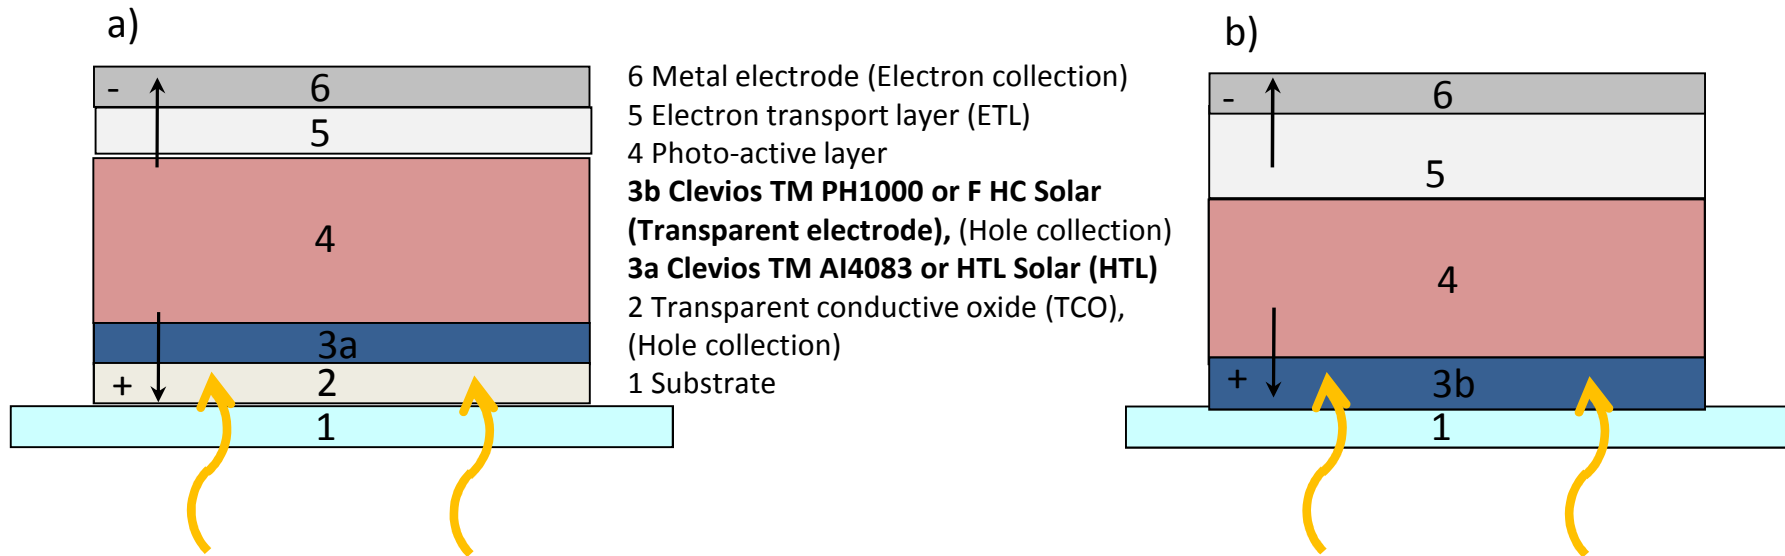 a)
-
6
5
4
3a
+
2
1
6 Metal electrode (Electron collection)
5 Electron transport layer (ETL)
4 Photo-active layer
3b Clevios TM PH1000 or F HC Solar
(Transparent electrode), (Hole collection)
3a Clevios TM AI4083 or HTL Solar (HTL)
2 Transparent conductive oxide (TCO),
(Hole collection)
1 Substrate
b)
-
6
5
4
+
3b
1